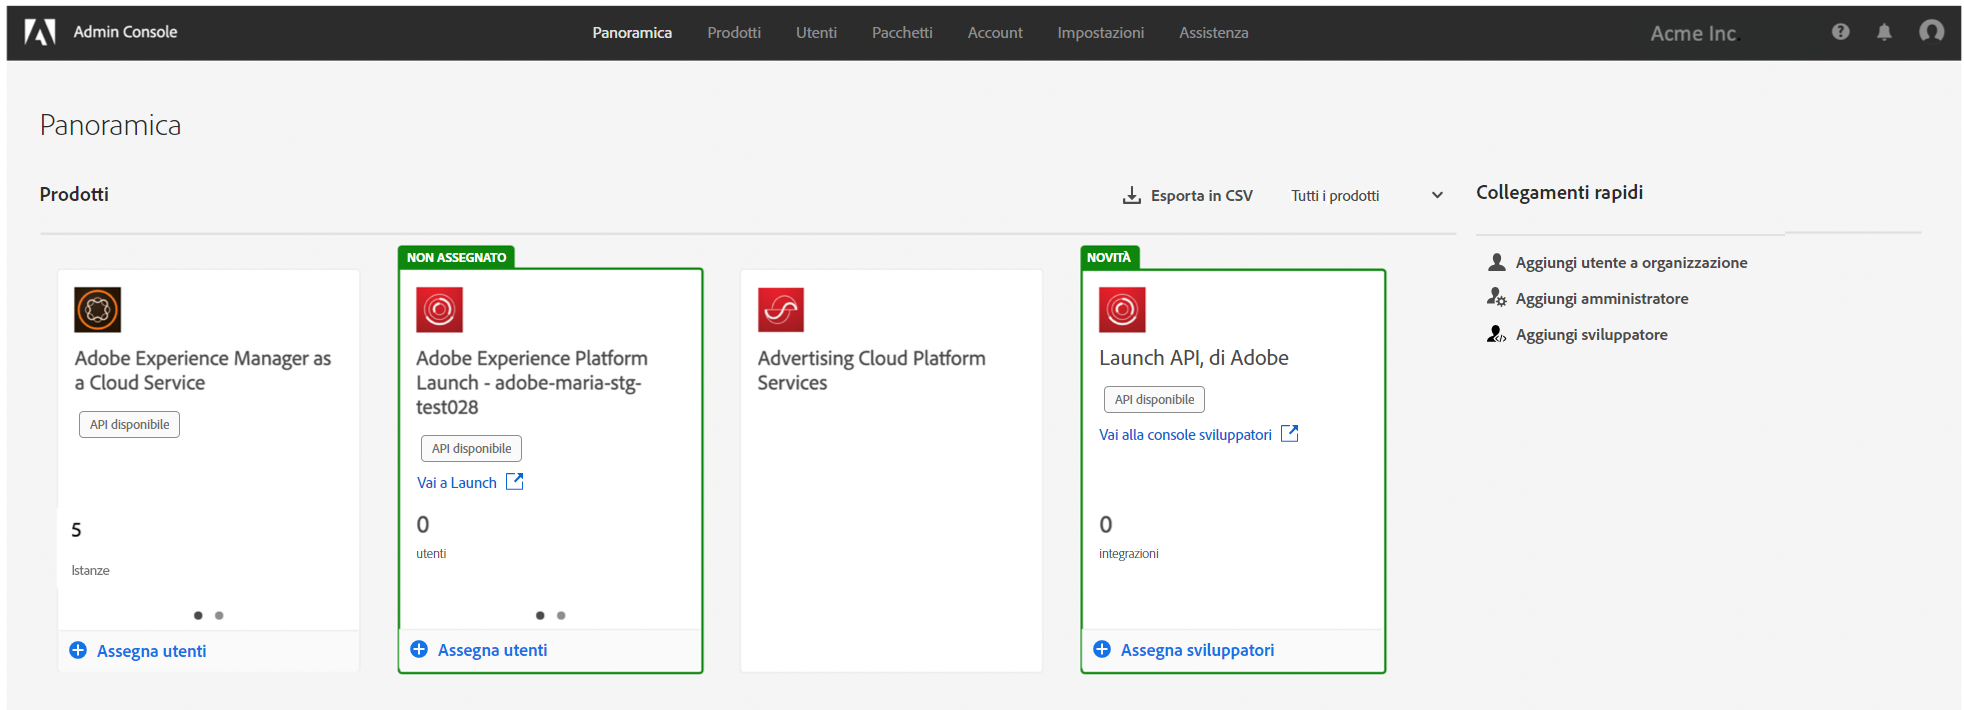 Admin Console
Panoramica Prodotti Utenti Pacchetti Account Impostazioni Assistenza
Acme Inc.
Panoramica
Prodotti
Esporta in CSV
Tutti i prodotti
Collegamenti rapidi
Aggiungi utente a organizzazione
Aggiungi amministratore
Aggiungi sviluppatore
Adobe Experience Manager as
a Cloud Service
API disponibile
5
Istanze
Assegna utenti
NON ASSEGNATO
Adobe Experience Platform
Launch - adobe-maria-stg-
test028
API disponibile
Vai a Launch
0
utenti
Assegna utenti
Advertising Cloud Platform
Services
NOVITÀ
Launch API, di Adobe
API disponibile
Vai alla console sviluppatori
0
integrazioni
Assegna sviluppatori